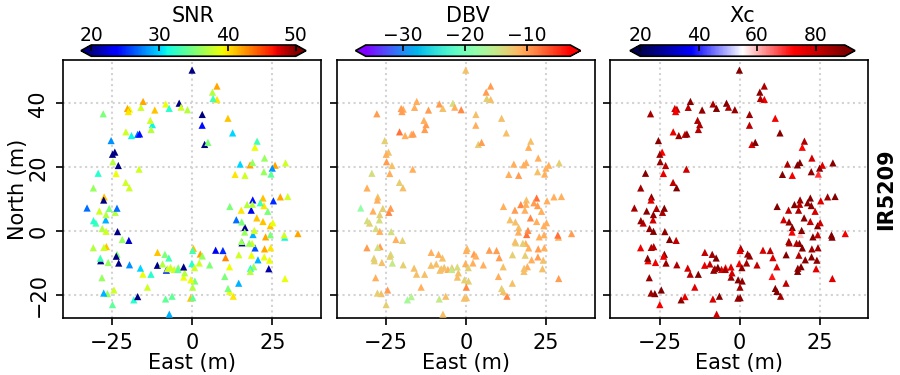 SNR DBV Xc
20 30 40 50 −30 −20 −10 20 40 60 80
North (m)
40
20
0
−20
−25 0 25 −25 0 25 −25 0 25
East (m) East (m) East (m)
IR5209